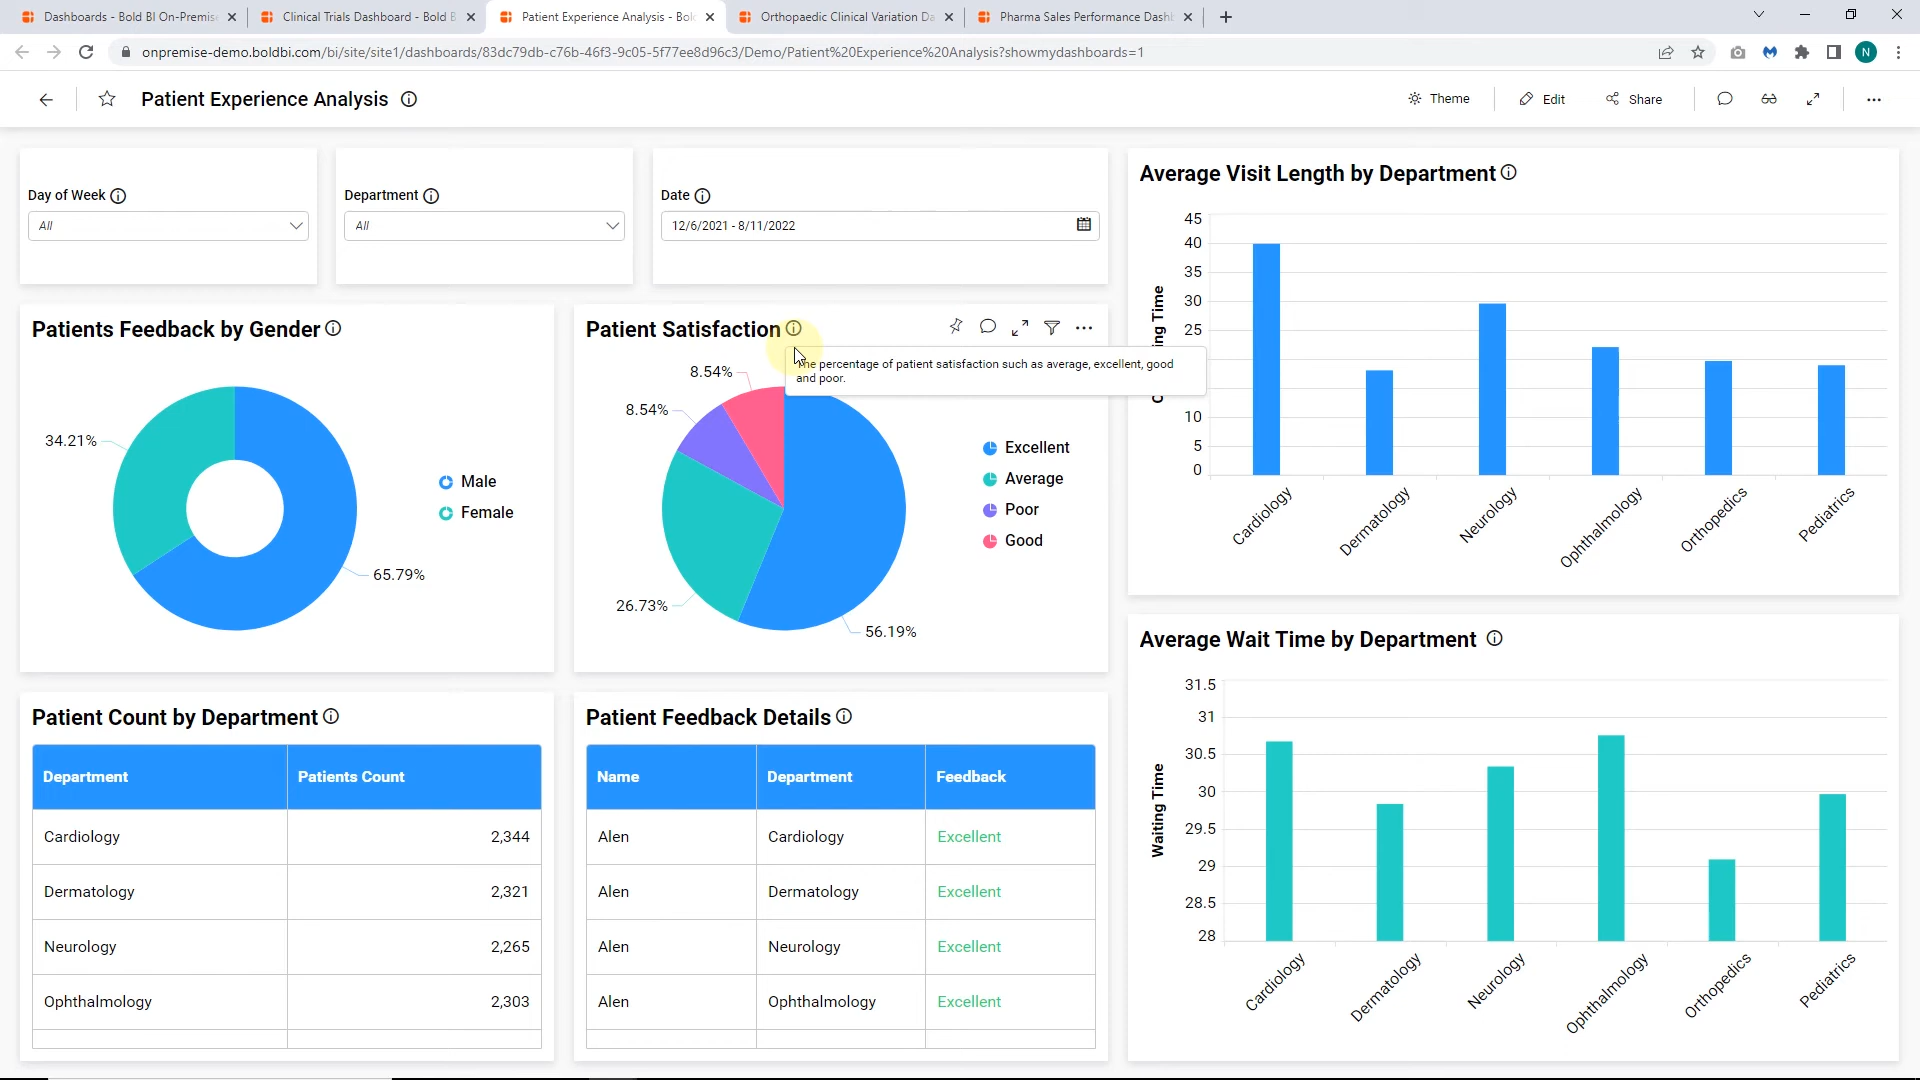 Dashboards - Bold BI On-Premis
Clinical Trials Dashboard - Bold B
Patient Experience Analysis - Bol
Orthopaedic Clinical Variation Da
Pharma Sales Performance Dash
onpremise-demo.boldbi.com/bi/site/site1/dashboards/83dc79db-c76b-46f3-9c05-5f77ee8d96c3/Demo/Patient%20Experience%20Analysis?showmydashboards=1
N
Patient Experience Analysis
Theme
Edit
Share
Day of Week
All
Department
All
Date
12/6/2021 - 8/11/2022
Patients Feedback by Gender
34.21%
65.79%
Male
Female
Patient Satisfaction
percentage of patient satisfaction such as average, excellent, good
and poor.
8.54%
8.54%
26.73%
56.19%
Excellent
Average
Poor
Good
Average Visit Length by Department
45
40
35
30
25
10
5
0
Time
Cardiology
Dermatology
Neurology
Ophthalmology
Orthopedics
Pediatrics
Patient Count by Department
Department Patients Count
Cardiology 2,344
Dermatology 2,321
Neurology 2,265
Ophthalmology 2,303
Patient Feedback Details
Name Department Feedback
Alen Cardiology Excellent
Alen Dermatology Excellent
Alen Neurology Excellent
Alen Ophthalmology Excellent
Average Wait Time by Department
31.5
31
30.5
30
29.5
29
28.5
28
Waiting Time
Cardiology
Dermatology
Neurology
Ophthalmology
Orthopedics
Pediatrics